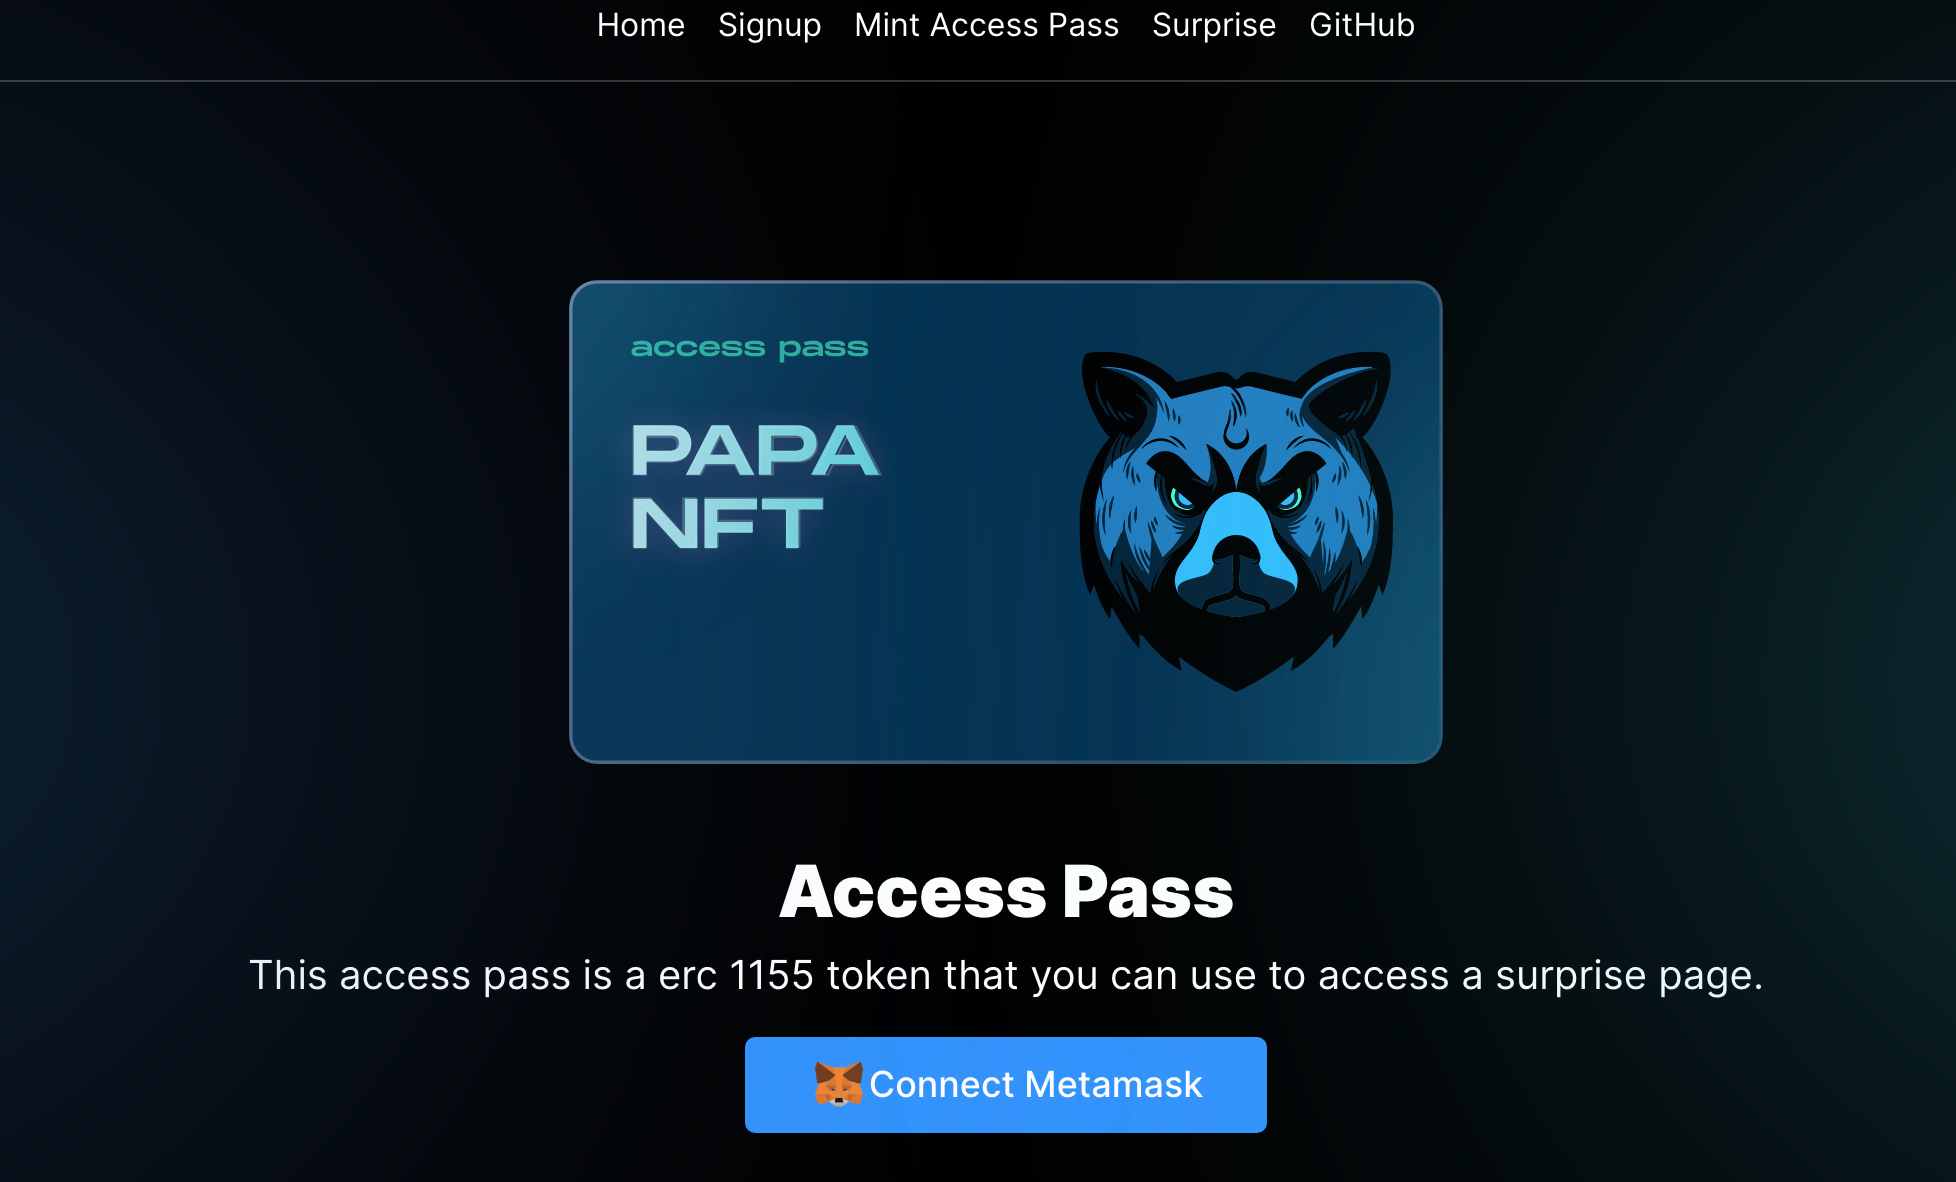 Home Signup Mint Access Pass Surprise GitHub
access pass
PAPA
NFT
Access Pass
This access pass is a erc 1155 token that you can use to access a surprise page.
Connect Metamask